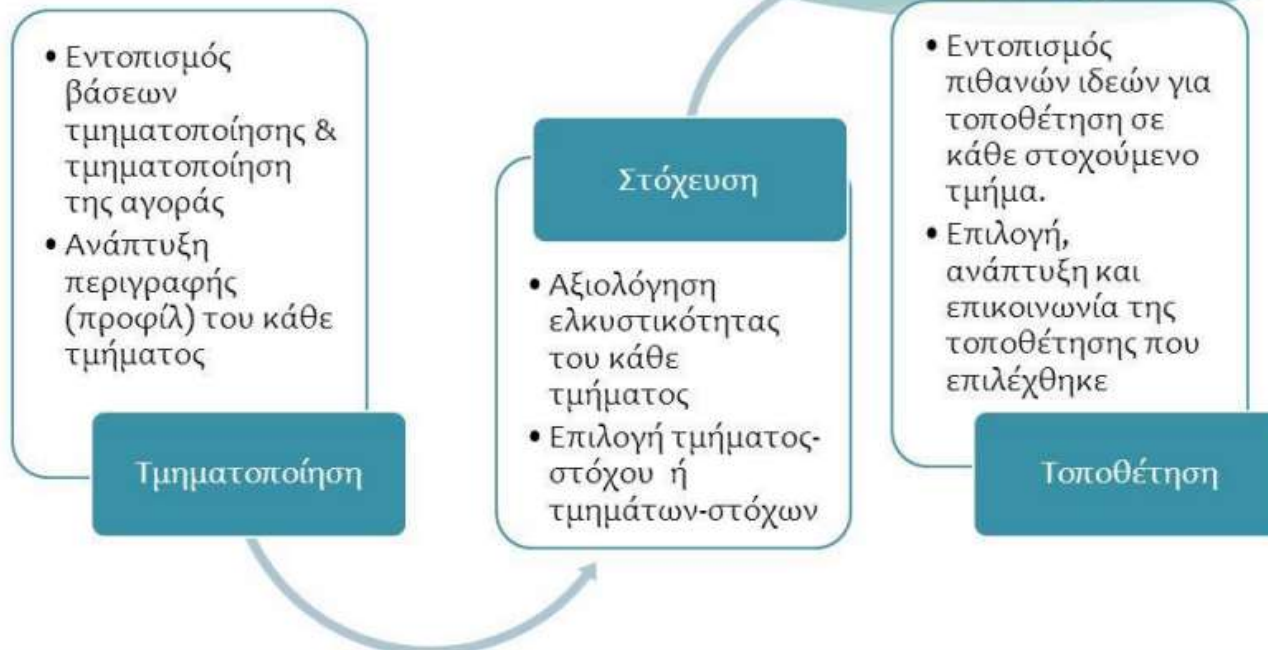 • Εντοπισμός
βάσεων
τμηματοποίησης &
τμηματοποίηση
της αγοράς
• Ανάπτυξη
περιγραφής
(προφίλ) του κάθε
τμήματος
Τμηματοποίηση
Στόχευση
• Αξιολόγηση
ελκυστικότητας
του κάθε
τμήματος
• Επιλογή τμήματος-
στόχου ή
τμημάτων-στόχων
• Εντοπισμός
πιθανών ιδεών για
τοποθέτηση σε
κάθε στοχούμενο
τμήμα.
• Επιλογή,
ανάπτυξη και
επικοινωνία της
τοποθέτησης που
επιλέχθηκε
Τοποθέτηση